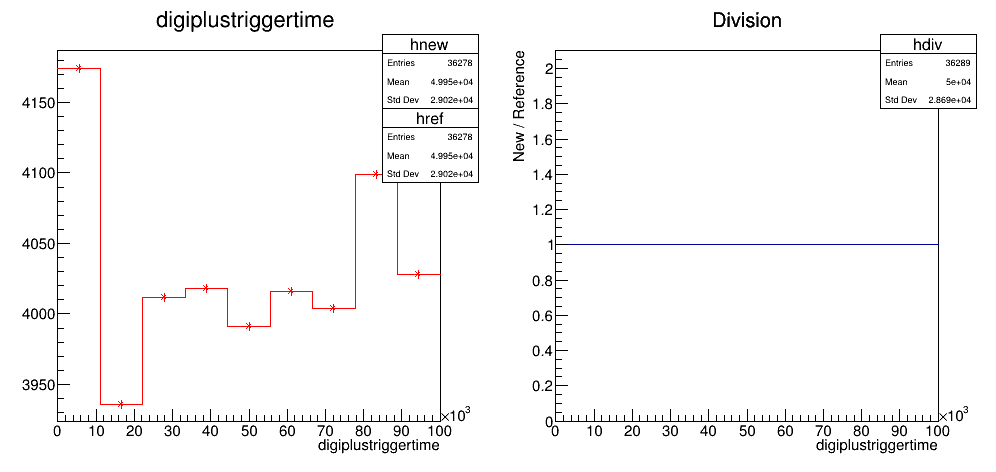 digiplustriggertime
hnew
Entries 36278
Mean 4.995e+04
Std Dev 2.902e+04
href
Entries 36278
Mean 4.995e+04
Std Dev 2.902e+04
4150
4100
4050
4000
3950
0 10 20 30 40 50 60 70 80 90 100
×10³
digiplustriggertime
Division
hdiv
Entries 36289
Mean 5e+04
Std Dev 2.869e+04
New / Reference
2
1.8
1.6
1.4
1.2
1
0.8
0.6
0.4
0.2
0
0 10 20 30 40 50 60 70 80 90 100
×10³
digiplustriggertime